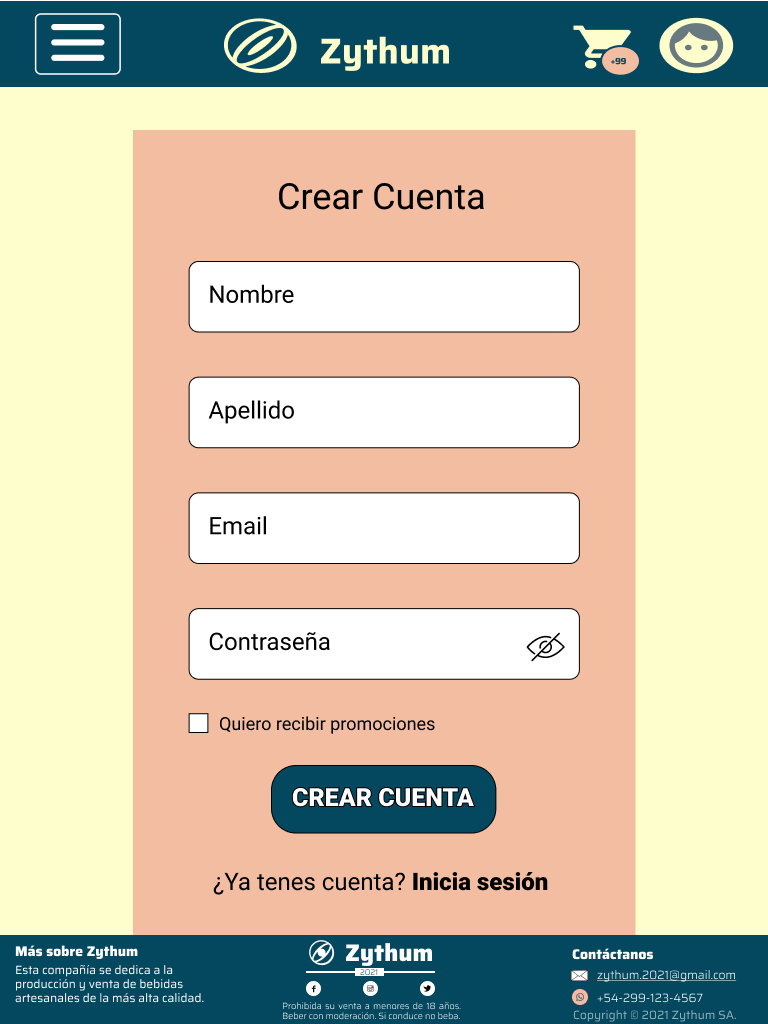 Zythum
+99
Crear Cuenta
Nombre
Apellido
Email
Contraseña
Quiero recibir promociones
CREAR CUENTA
¿Ya tenes cuenta? Inicia sesión
Más sobre Zythum
Esta compañía se dedica a la
producción y venta de bebidas
artesanales de la más alta calidad.
Zythum
2021
Prohibida su venta a menores de 18 años.
Beber con moderación. Si conduce no beba.
Contáctanos
zythum.2021@gmail.com
+54-299-123-4567
Copyright © 2021 Zythum SA.